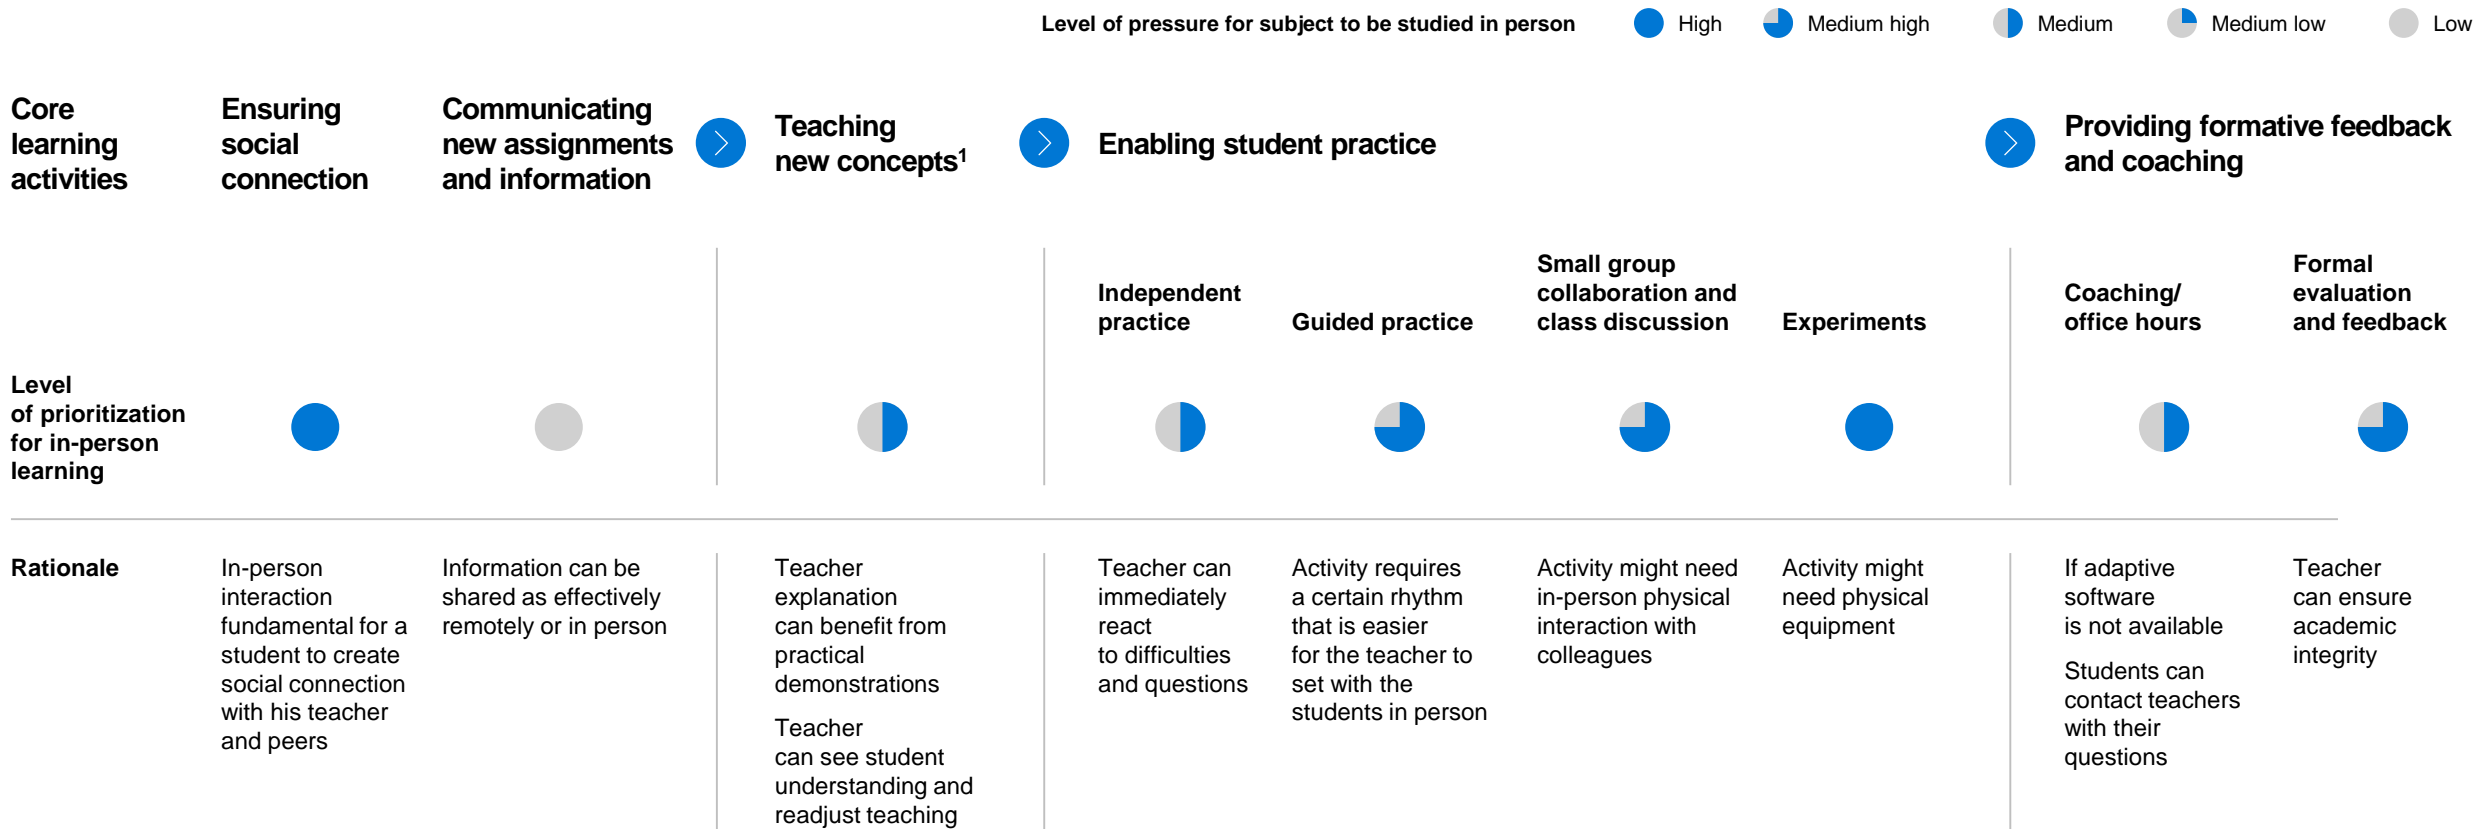 Level of pressure for subject to be studied in person
High
Medium high
Medium
Medium low
Low
Core
learning
activities
Ensuring
social
connection
Communicating
new assignments
and information
Teaching
new concepts1
Enabling student practice
Providing formative feedback
and coaching
Independent
practice
Guided practice
Small group
collaboration and
class discussion
Experiments
Coaching/
office hours
Formal
evaluation
and feedback
Level
of prioritization
for in-person
learning
Rationale
In-person
interaction
fundamental for a
student to create
social connection
with his teacher
and peers
Information can be
shared as effectively
remotely or in person
Teacher
explanation
can benefit from
practical
demonstrations
Teacher
can see student
understanding and
readjust teaching
Teacher can
immediately
react
to difficulties
and questions
Activity requires
a certain rhythm
that is easier
for the teacher to
set with the
students in person
Activity might need
in-person physical
interaction with
colleagues
Activity might
need physical
equipment
If adaptive
software
is not available
Students can
contact teachers
with their
questions
Teacher
can ensure
academic
integrity